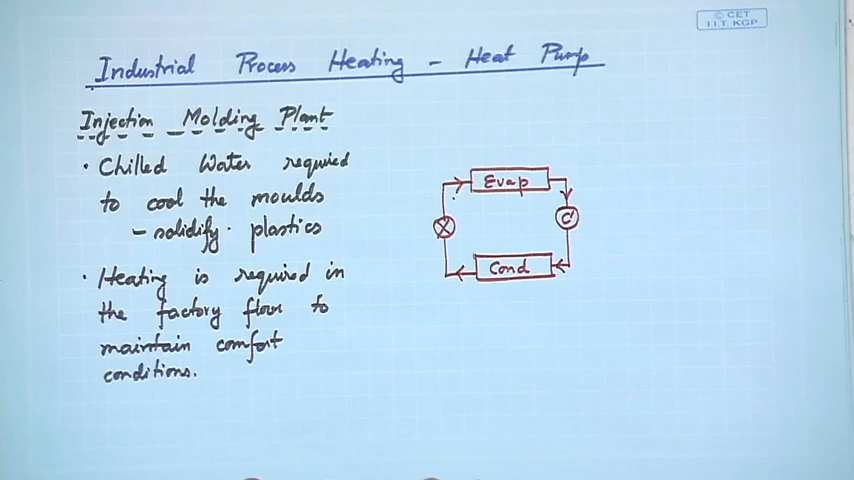 © CET
I.I.T. KGP
Industrial Process Heating - Heat Pump
Injection Molding Plant
• Chilled Water required
to cool the moulds
- solidify plastics
• Heating is required in
the factory floor to
maintain comfort
conditions.
Evap
C
Cond